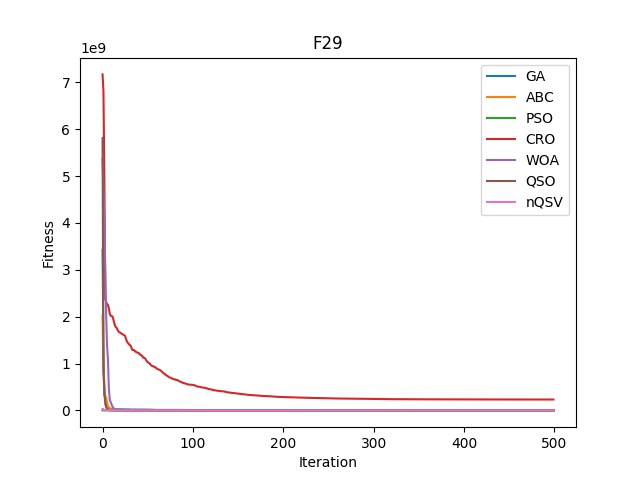 F29
1e9
7
6
5
4
3
2
1
0
Fitness
0 100 200 300 400 500
Iteration
GA
ABC
PSO
CRO
WOA
QSO
nQSV